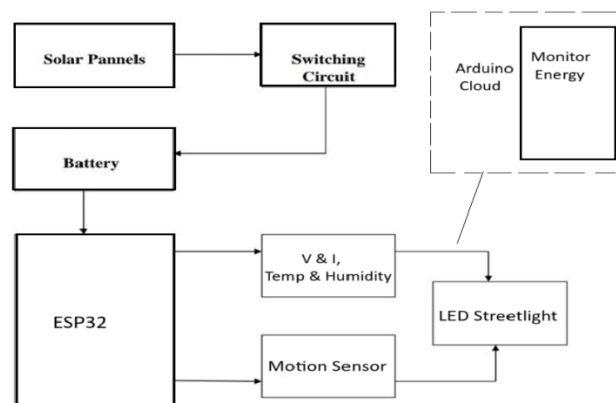 Solar Pannels
Switching
Circuit
Arduino
Cloud
Monitor
Energy
Battery
ESP32
V & I,
Temp & Humidity
LED Streetlight
Motion Sensor